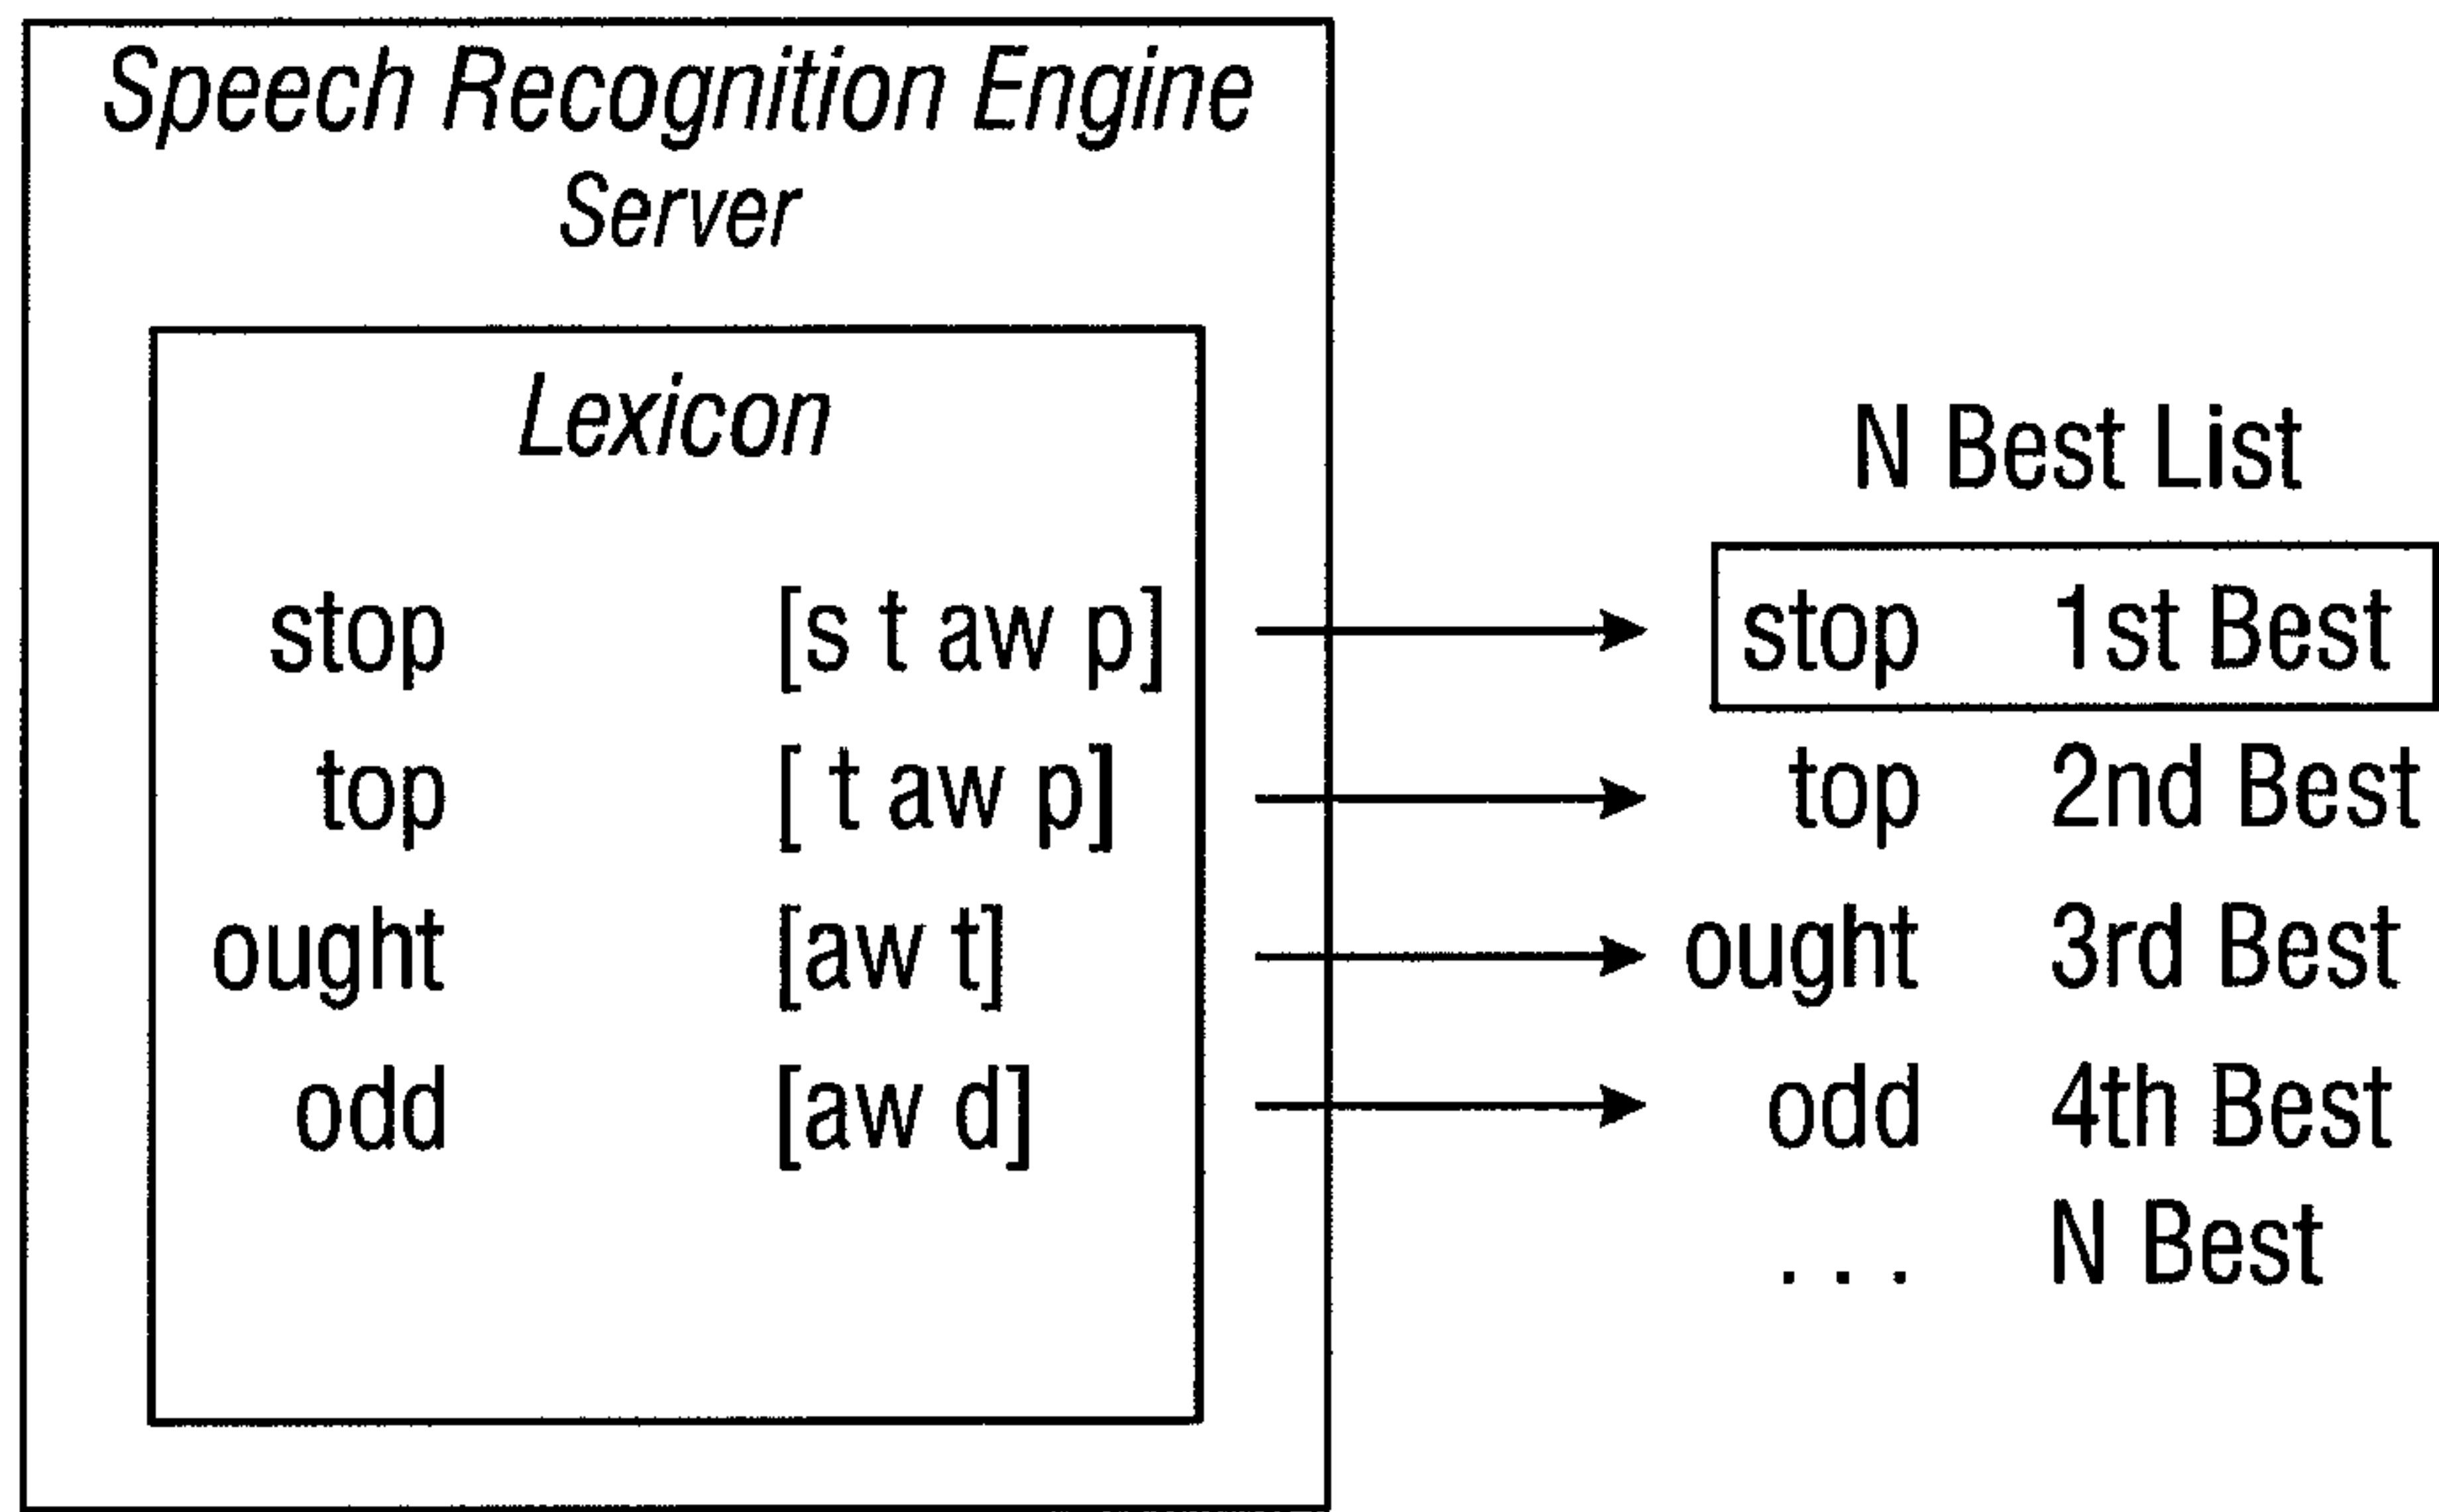 Speech Recognition Engine
Server
Lexicon
stop [s t aw p]
top [ t aw p]
ought [aw t]
odd [aw d]
N Best List
stop 1st Best
top 2nd Best
ought 3rd Best
odd 4th Best
. . . N Best